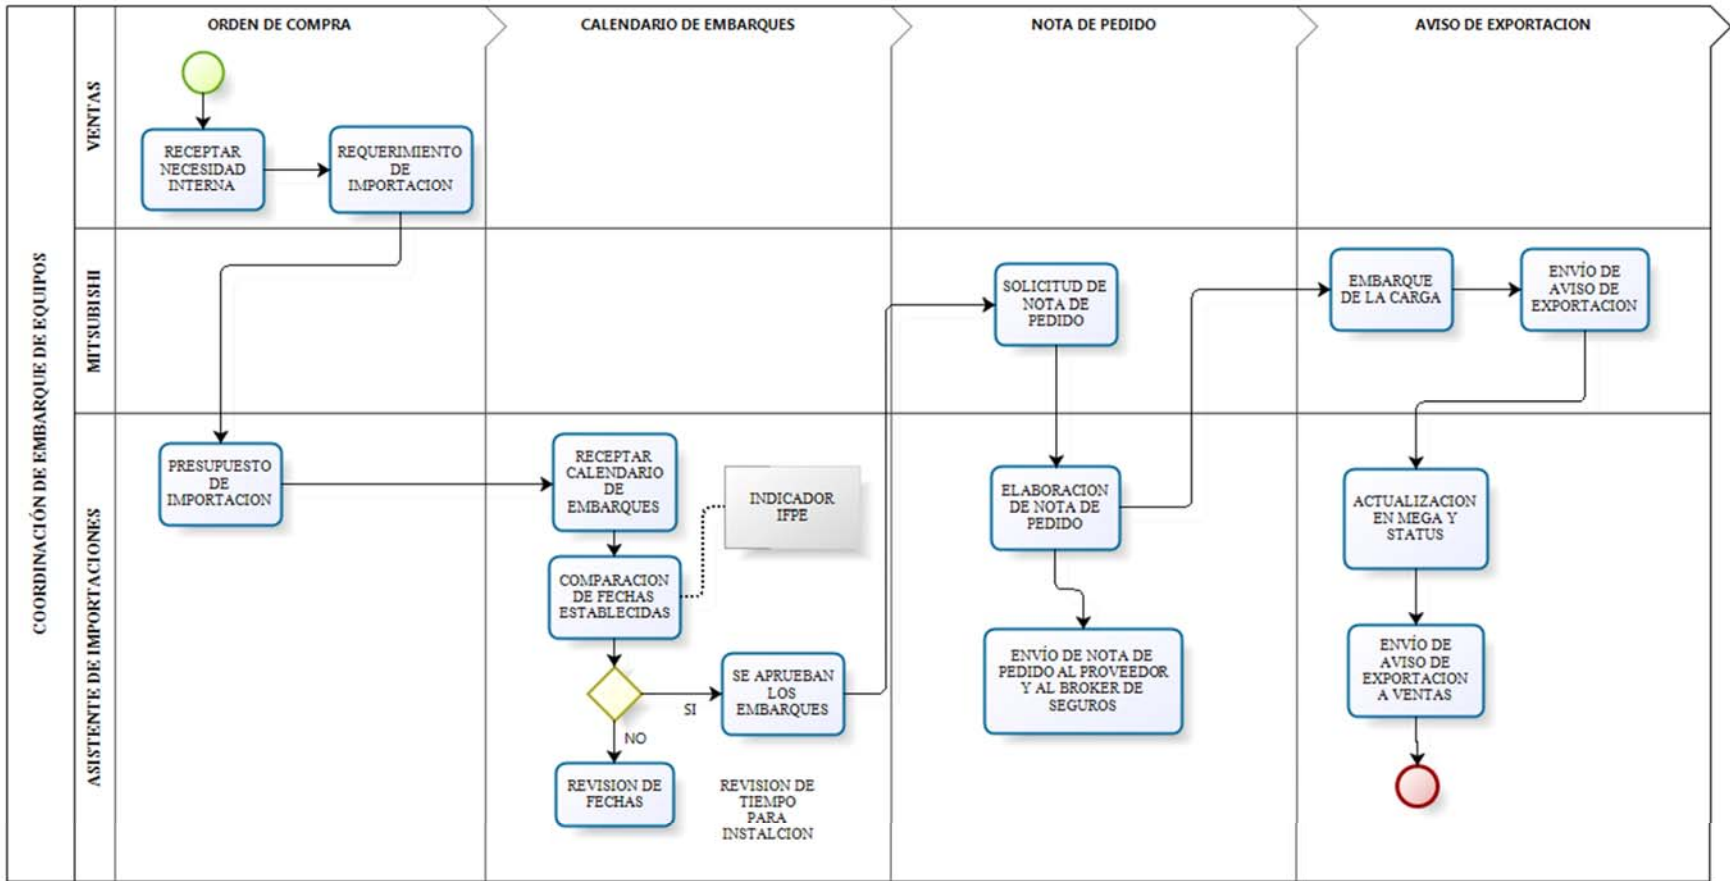 ORDEN DE COMPRA
CALENDARIO DE EMBARQUES
NOTA DE PEDIDO
AVISO DE EXPORTACION
COORDINACIÓN DE EMBARQUE DE EQUIPOS
VENTAS
RECEPTAR
NECESIDAD
INTERNA
REQUERIMIENTO
DE
IMPORTACION
MITSUBISHI
SOLICITUD DE
NOTA DE
PEDIDO
EMBARQUE
DE LA CARGA
ENVÍO DE
AVISO DE
EXPORTACION
ASISTENTE DE IMPORTACIONES
PRESUPUESTO
DE
IMPORTACION
RECEPTAR
CALENDARIO
DE
EMBARQUES
INDICADOR
IFPE
COMPARACION
DE FECHAS
ESTABLECIDAS
SI
SE APRUEBAN
LOS
EMBARQUES
NO
REVISION DE
FECHAS
REVISION DE
TIEMPO
PARA
INSTALCION
ELABORACION
DE NOTA DE
PEDIDO
ENVÍO DE NOTA DE
PEDIDO AL PROVEEDOR
Y AL BROKER DE
SEGUROS
ACTUALIZACION
EN MEGA Y
STATUS
ENVÍO DE
AVISO DE
EXPORTACION
A VENTAS